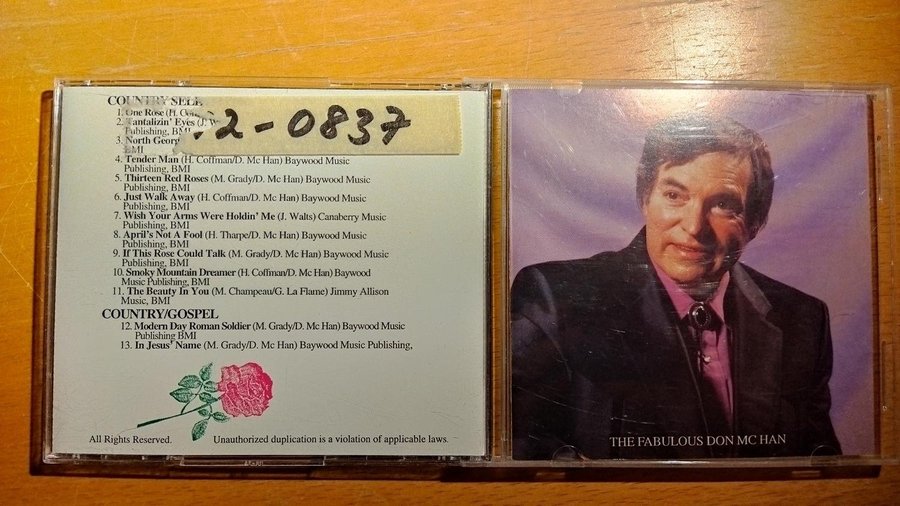 COUNTRY SELE
1. One Rose (H. Cof
.2-0837
2. Tantalizin' Eyes (J. W
Publishing, BMI
3. North Georg
BMI
4. Tender Man (H. Coffman/D. Mc Han) Baywood Music
Publishing, BMI
5. Thirteen Red Roses (M. Grady/D. Mc Han) Baywood Music
Publishing, BMI
6. Just Walk Away (H. Coffman/D. Mc Han) Baywood Music
Publishing, BMI
7. Wish Your Arms Were Holdin' Me (J. Walts) Canaberry Music
Publishing, BMI
8. April's Not A Fool (H. Tharpe/D. Mc Han) Baywood Music
Publishing, BMI
9. If This Rose Could Talk (M. Grady/D. Mc Han) Baywood Music
Publishing, BMI
10. Smoky Mountain Dreamer (H. Coffman/D. Mc Han) Baywood
Music Publishing, BMI
11. The Beauty In You (M. Champeau/G. La Flame) Jimmy Allison
Music, BMI
COUNTRY/GOSPEL
12. Modern Day Roman Soldier (M. Grady/D. Mc Han) Baywood Music
Publishing BMI
13. In Jesus' Name (M. Grady/D. Mc Han) Baywood Music Publishing,
All Rights Reserved. Unauthorized duplication is a violation of applicable laws.
THE FABULOUS DON MC HAN